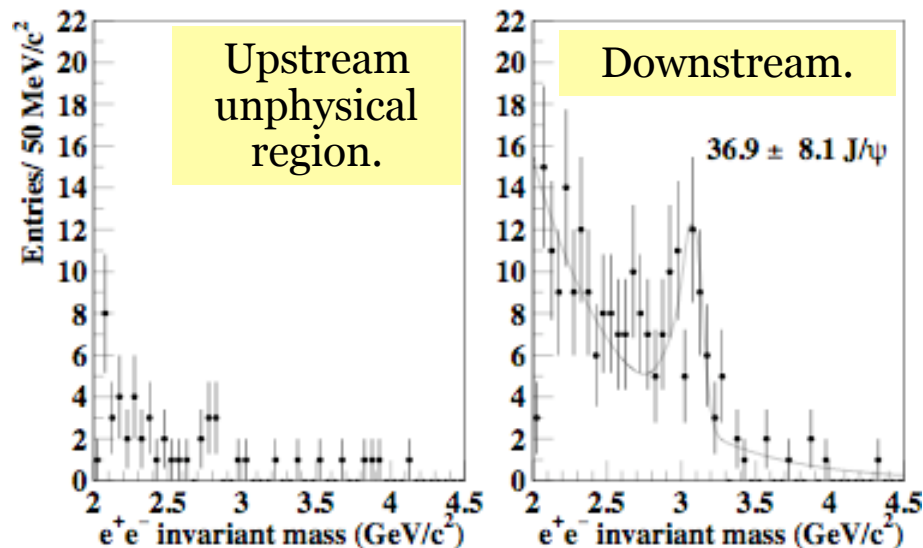 Entries/ 50 MeV/c²
22
20
18
16
14
12
10
8
6
4
2
0
Upstream
unphysical
region.
2 2.5 3 3.5 4 4.5
e⁺e⁻ invariant mass (GeV/c²)
22
20
18
16
14
12
10
8
6
4
2
0
Downstream.
36.9 ± 8.1 J/ψ
2 2.5 3 3.5 4 4.5
e⁺e⁻ invariant mass (GeV/c²)